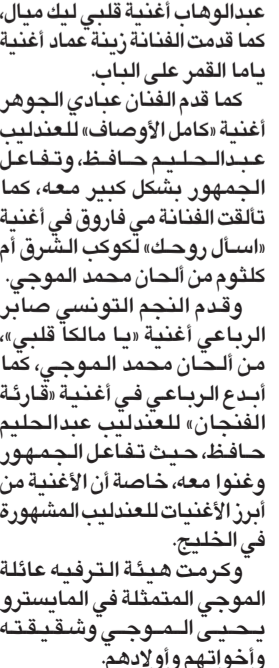 عبدالوهاب أغنية قلبي ليك ميال،
كما قدمت الفنانة زينة عماد أغنية
ياما القمر على الباب.
كما قدم الفنان عبادي الجوهر
أغنية «كامل الأوصاف» للعندليب
عبدالحليم حافظ، وتفاعل
الجمهور بشكل كبير معه، كما
تألقت الفنانة مي فاروق في أغنية
«اسأل روحك» لكوكب الشرق أم
كلثوم من ألحان محمد الموجي.
وقدم النجم التونسي صابر
الرباعي أغنية «يا مالكا قلبي»،
من ألحان محمد الموجي، كما
أبدع الرباعي في أغنية «قارئة
الفنجان» للعندليب عبدالحليم
حافظ، حيث تفاعل الجمهور
وغنوا معه، خاصة أن الأغنية من
أبرز الأغنيات للعندليب المشهورة
في الخليج.
وكرمت هيئة الترفيه عائلة
الموجي المتمثلة في المايسترو
يحيى الموجي وشقيقته
وأخواتهم وأولادهم.